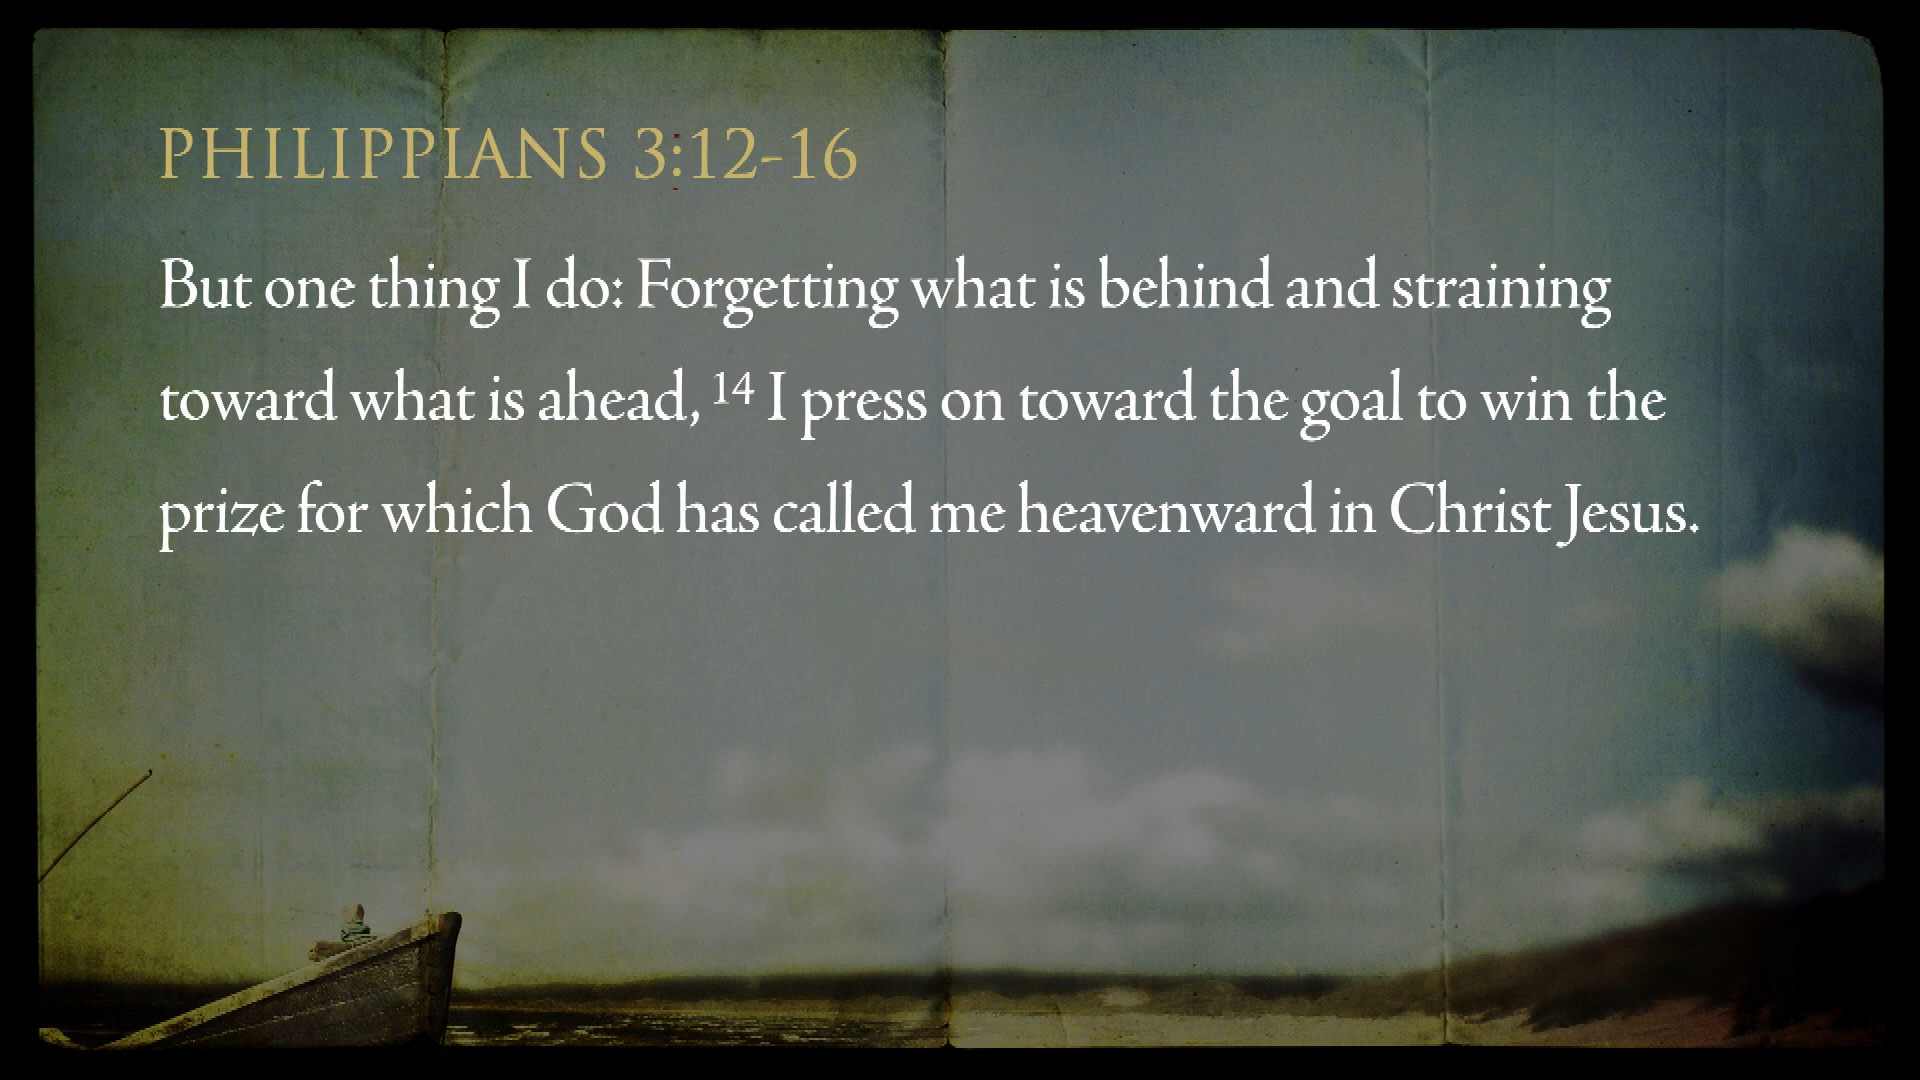 PHILIPPIANS 3:12-16
But one thing I do: Forgetting what is behind and straining
toward what is ahead, ¹⁴ I press on toward the goal to win the
prize for which God has called me heavenward in Christ Jesus.